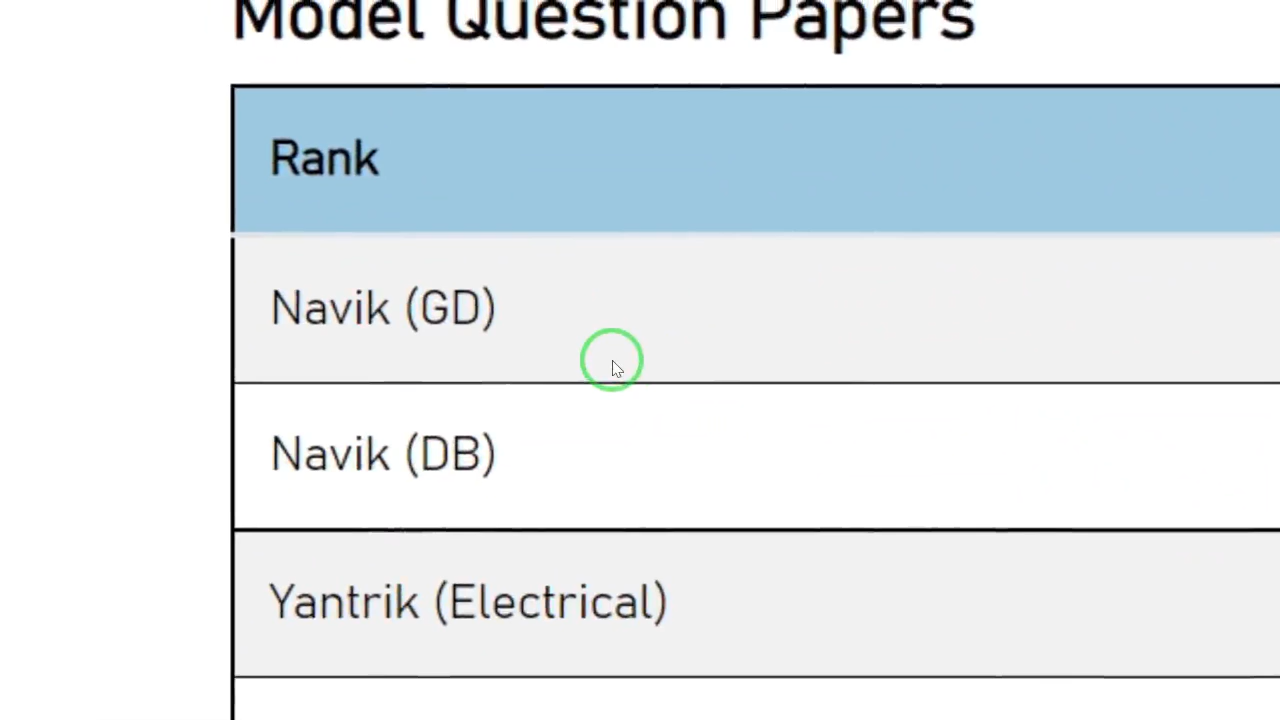 Model Question Papers
Rank
Navik (GD)
Navik (DB)
Yantrik (Electrical)